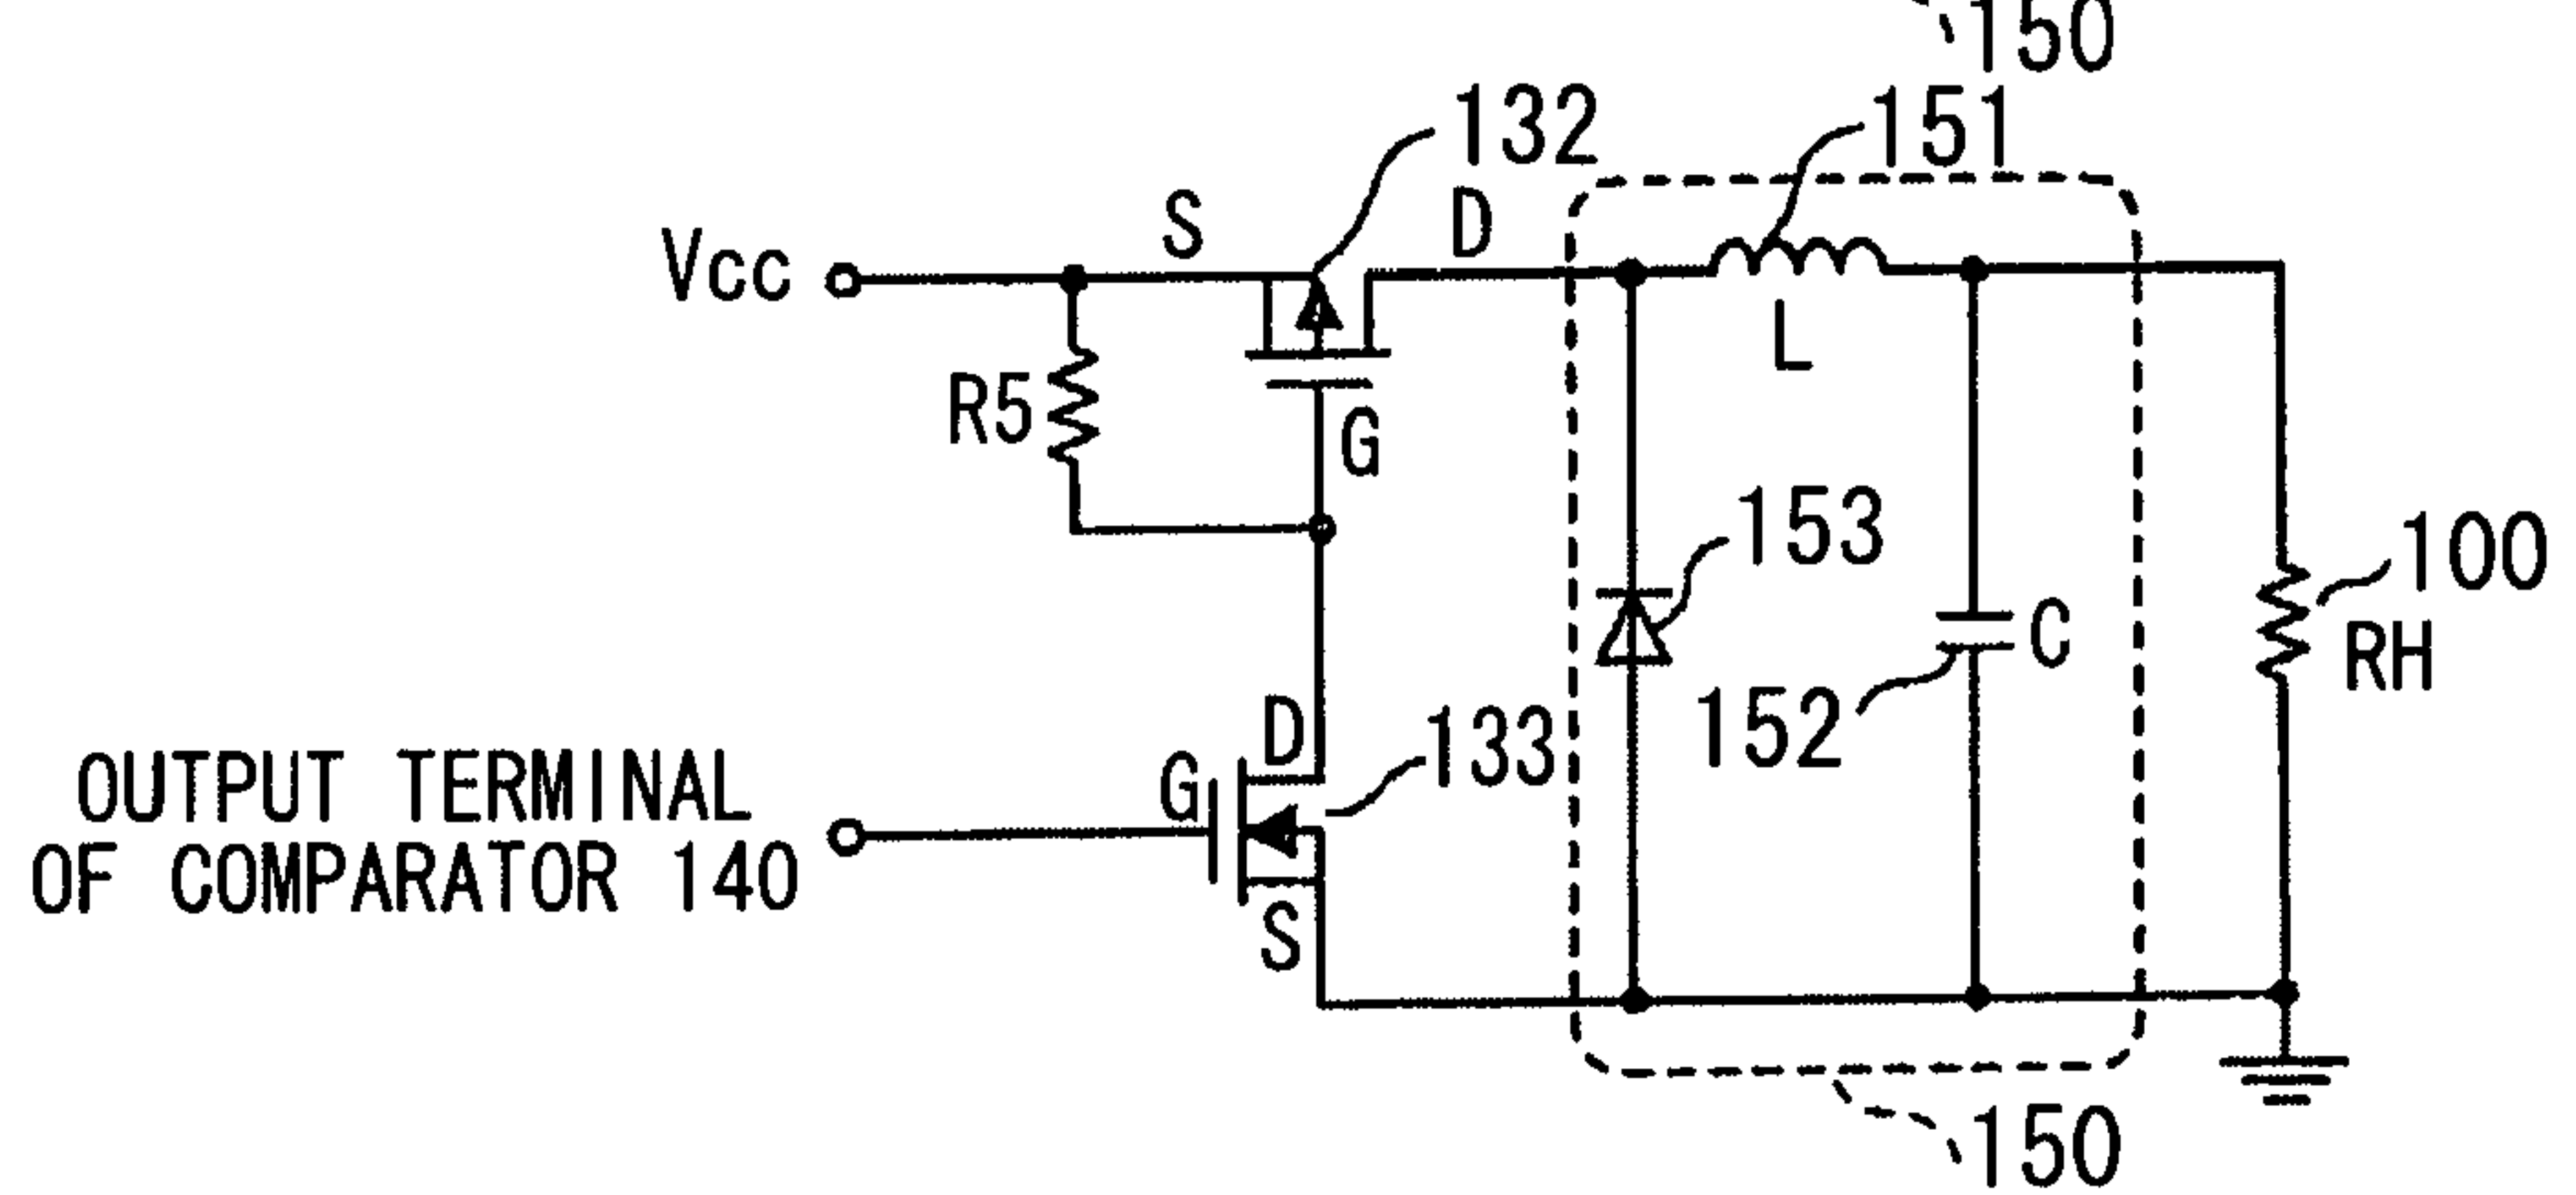 150
132
151
S
D
Vcc
L
R5
G
153
100
RH
C
152
D
133
G
OUTPUT TERMINAL
OF COMPARATOR 140
S
150